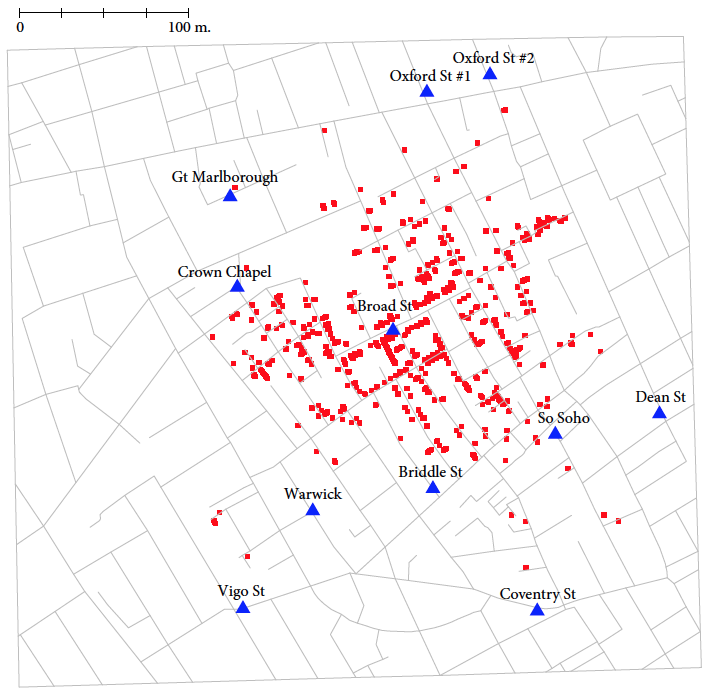 0 100 m.
Oxford St #2
Oxford St #1
Gt Marlborough
Crown Chapel
Broad St
Dean St
So Soho
Briddle St
Warwick
Vigo St
Coventry St